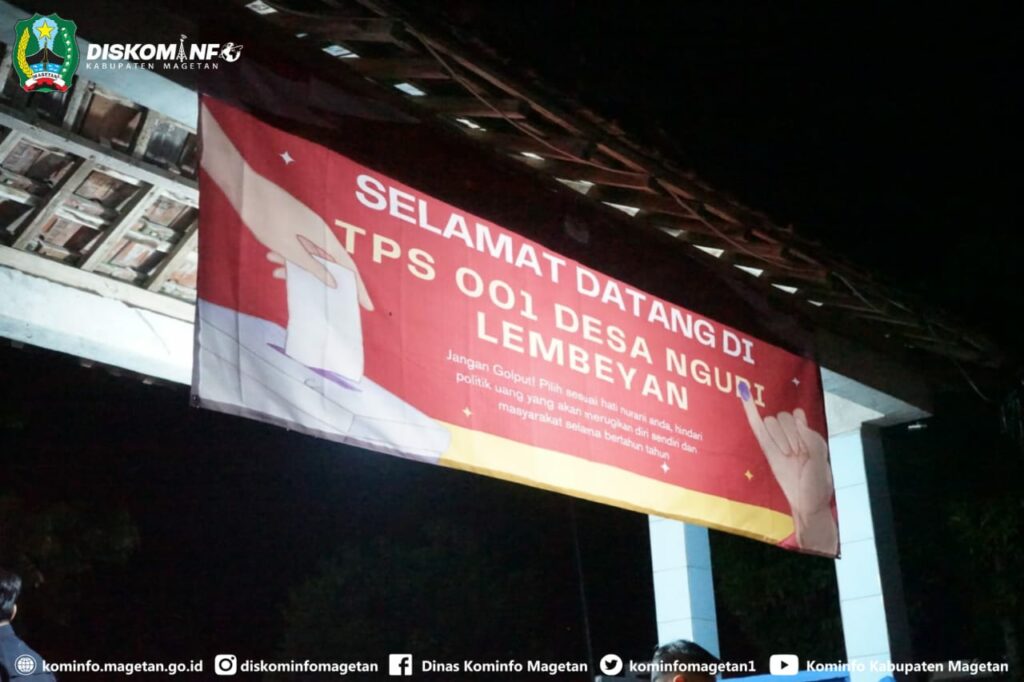 DISKOMINFO
KABUPATEN MAGETAN
MAGETAN
SELAMAT DATANG DI
TPS 001 DESA NGURI
LEMBEYAN
Jangan Golput! Pilih sesuai hati nurani anda, hindari
politik uang yang akan merugikan diri sendiri dan
masyarakat selama bertahun tahun
kominfo.magetan.go.id
diskominfomagetan
Dinas Kominfo Magetan
kominfomagetan1
Kominfo Kabupaten Magetan